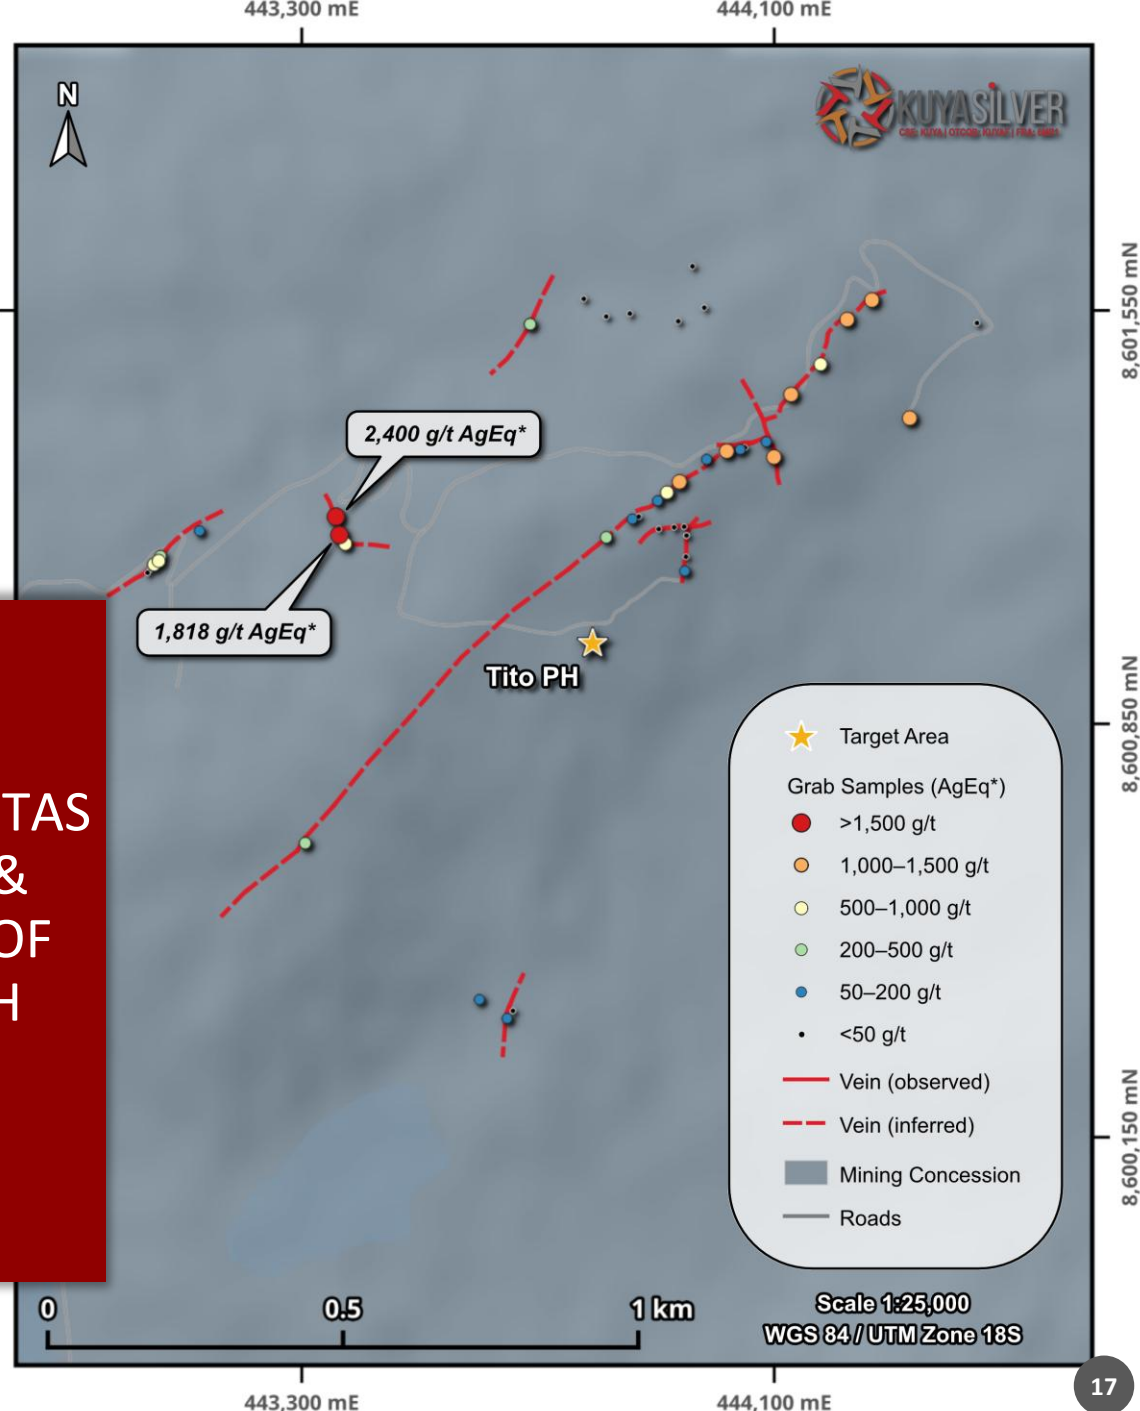 443,300 mE
444,100 mE
N
KUYASILVER
8,601,550 mN
2,400 g/t AgEq*
1,818 g/t AgEq*
Tito PH
8,600,850 mN
TAS
&
OF
H
Target Area
Grab Samples (AgEq*)
>1,500 g/t
1,000–1,500 g/t
500–1,000 g/t
200–500 g/t
50–200 g/t
<50 g/t
Vein (observed)
Vein (inferred)
Mining Concession
Roads
8,600,150 mN
0 0.5 1 km
Scale 1:25,000
WGS 84 / UTM Zone 18S
443,300 mE
444,100 mE
17